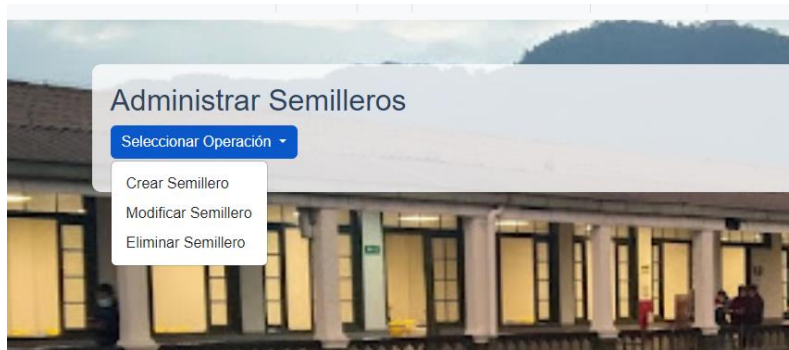 Administrar Semilleros
Seleccionar Operación
Crear Semillero
Modificar Semillero
Eliminar Semillero